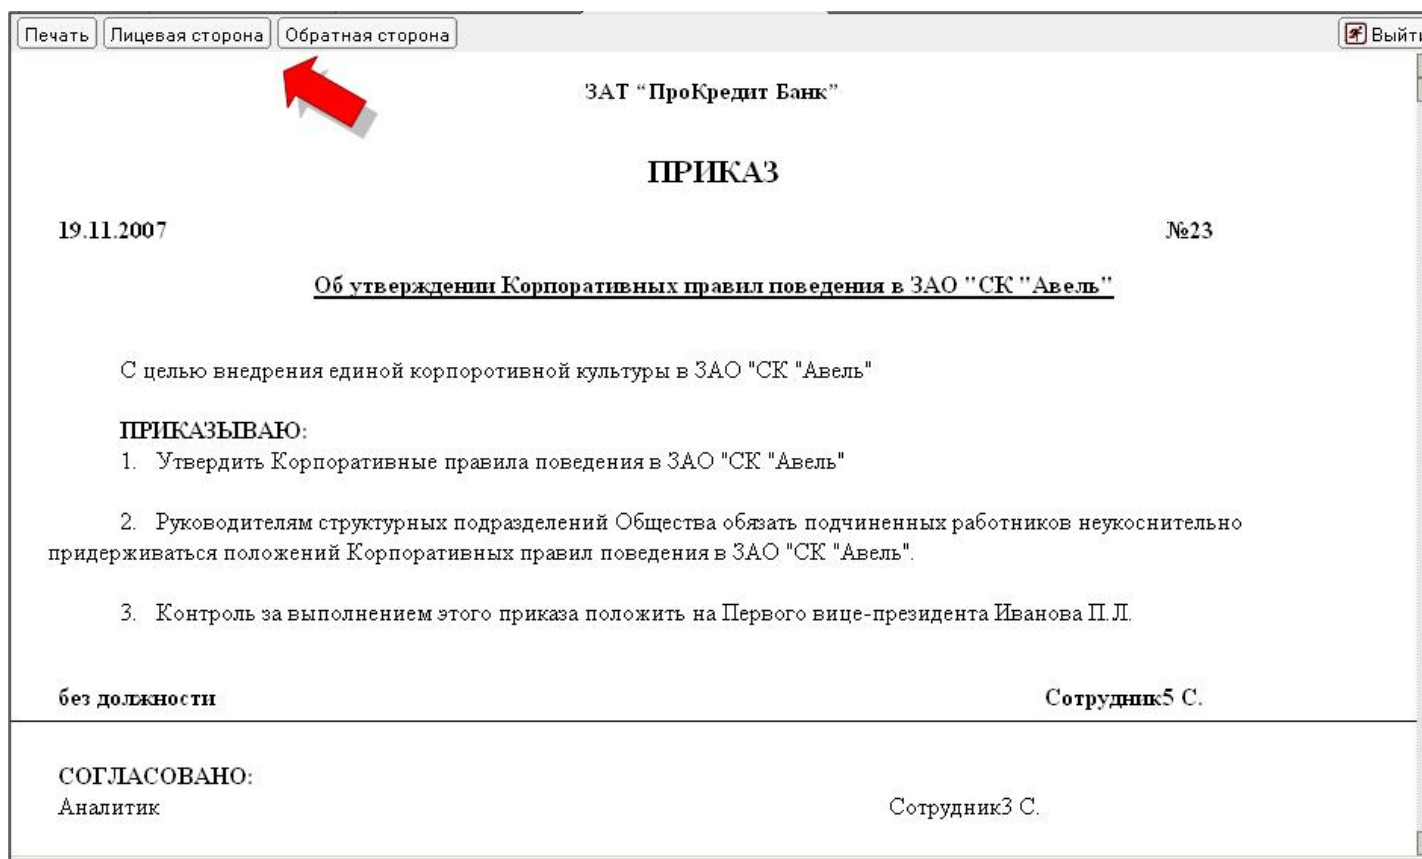 Печать Лицевая сторона Обратная сторона Выйти
ЗАТ “ПроКредит Банк”
ПРИКАЗ
19.11.2007 №23
Об утверждении Корпоративных правил поведения в ЗАО "СК "Авель"
С целью внедрения единой корпоротивной культуры в ЗАО "СК "Авель"
ПРИКАЗЫВАЮ:
1. Утвердить Корпоративные правила поведения в ЗАО "СК "Авель"
2. Руководителям структурных подразделений Общества обязать подчиненных работников неукоснительно
придерживаться положений Корпоративных правил поведения в ЗАО "СК "Авель".
3. Контроль за выполнением этого приказа положить на Первого вице-президента Иванова П.Л.
без должности Сотрудник5 С.
СОГЛАСОВАНО:
Аналитик Сотрудник3 С.